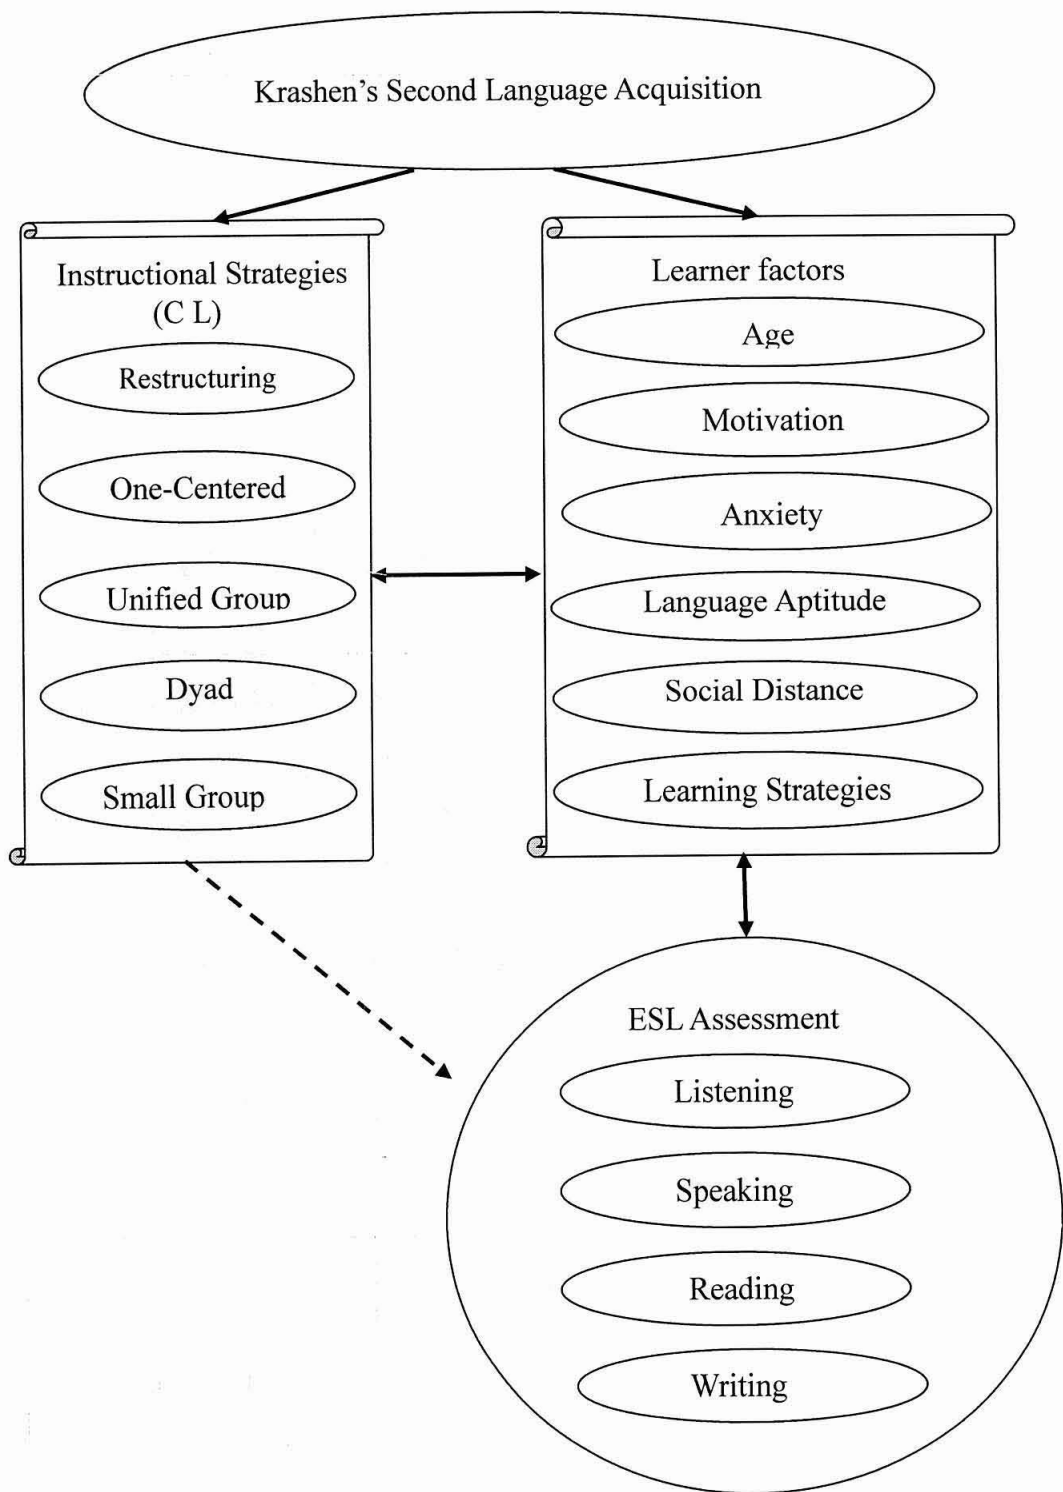 Krashen's Second Language Acquisition
Instructional Strategies
(C L)
Restructuring
One-Centered
Unified Group
Dyad
Small Group
Learner factors
Age
Motivation
Anxiety
Language Aptitude
Social Distance
Learning Strategies
ESL Assessment
Listening
Speaking
Reading
Writing